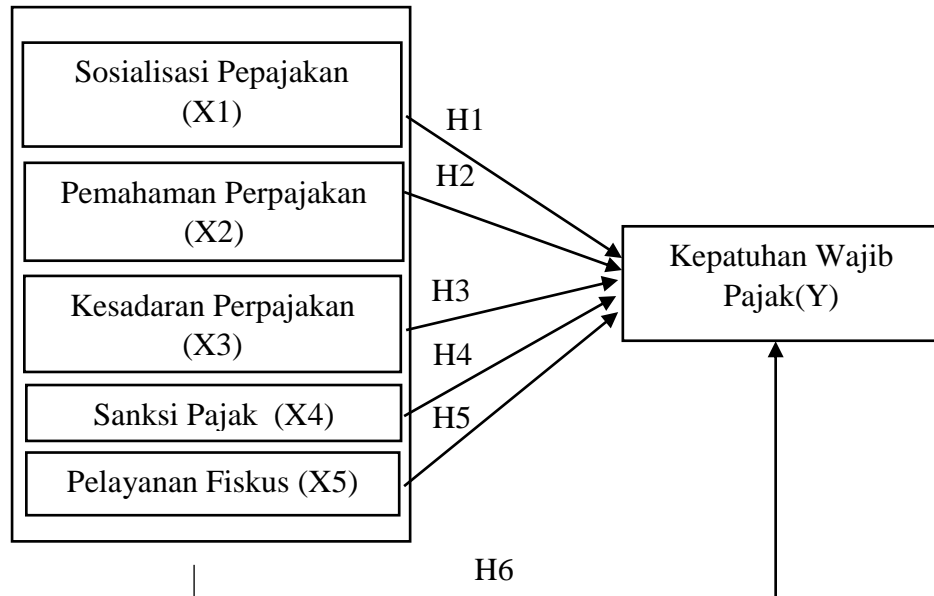 Sosialisasi Pepajakan
(X1)
H1
Pemahaman Perpajakan
(X2)
H2
Kesadaran Perpajakan
(X3)
H3
Sanksi Pajak (X4)
H4
Pelayanan Fiskus (X5)
H5
Kepatuhan Wajib
Pajak(Y)
H6